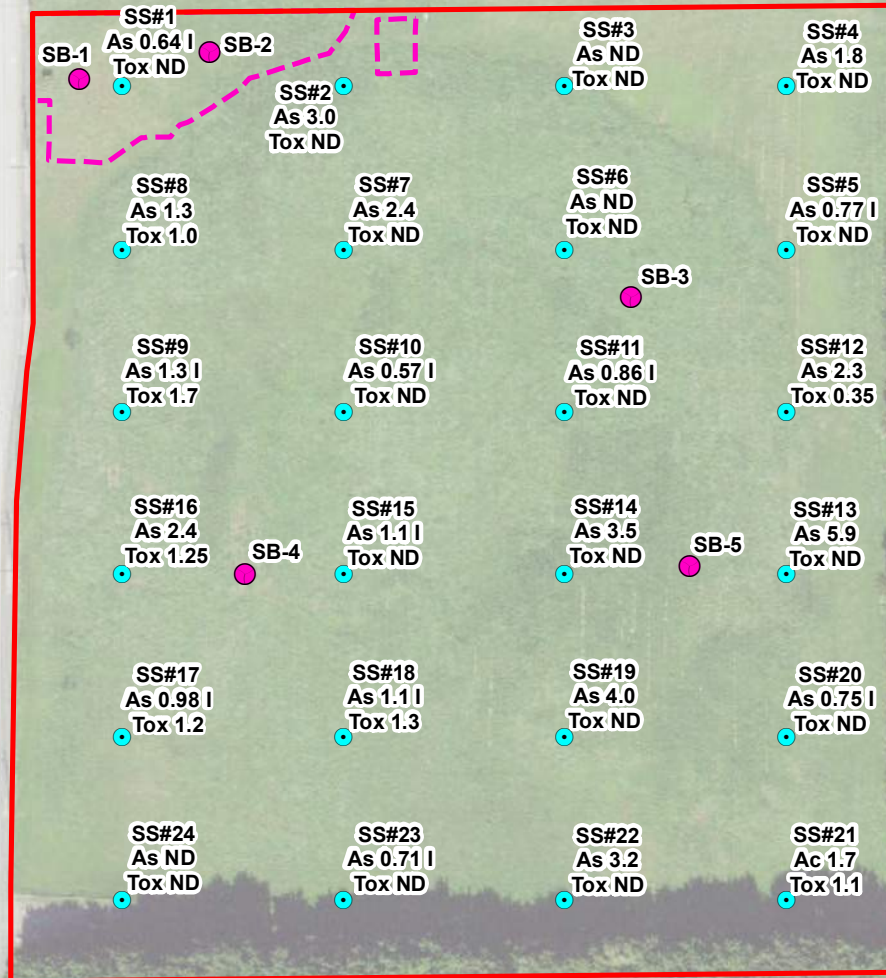 SS#1
As 0.64 I
Tox ND
SB-1
SB-2
SS#2
As 3.0
Tox ND
SS#3
As ND
Tox ND
SS#4
As 1.8
Tox ND
SS#8
As 1.3
Tox 1.0
SS#7
As 2.4
Tox ND
SS#6
As ND
Tox ND
SS#5
As 0.77 I
Tox ND
SB-3
SS#9
As 1.3 I
Tox 1.7
SS#10
As 0.57 I
Tox ND
SS#11
As 0.86 I
Tox ND
SS#12
As 2.3
Tox 0.35
SS#16
As 2.4
Tox 1.25
SB-4
SS#15
As 1.1 I
Tox ND
SS#14
As 3.5
Tox ND
SB-5
SS#13
As 5.9
Tox ND
SS#17
As 0.98 I
Tox 1.2
SS#18
As 1.1 I
Tox 1.3
SS#19
As 4.0
Tox ND
SS#20
As 0.75 I
Tox ND
SS#24
As ND
Tox ND
SS#23
As 0.71 I
Tox ND
SS#22
As 3.2
Tox ND
SS#21
Ac 1.7
Tox 1.1